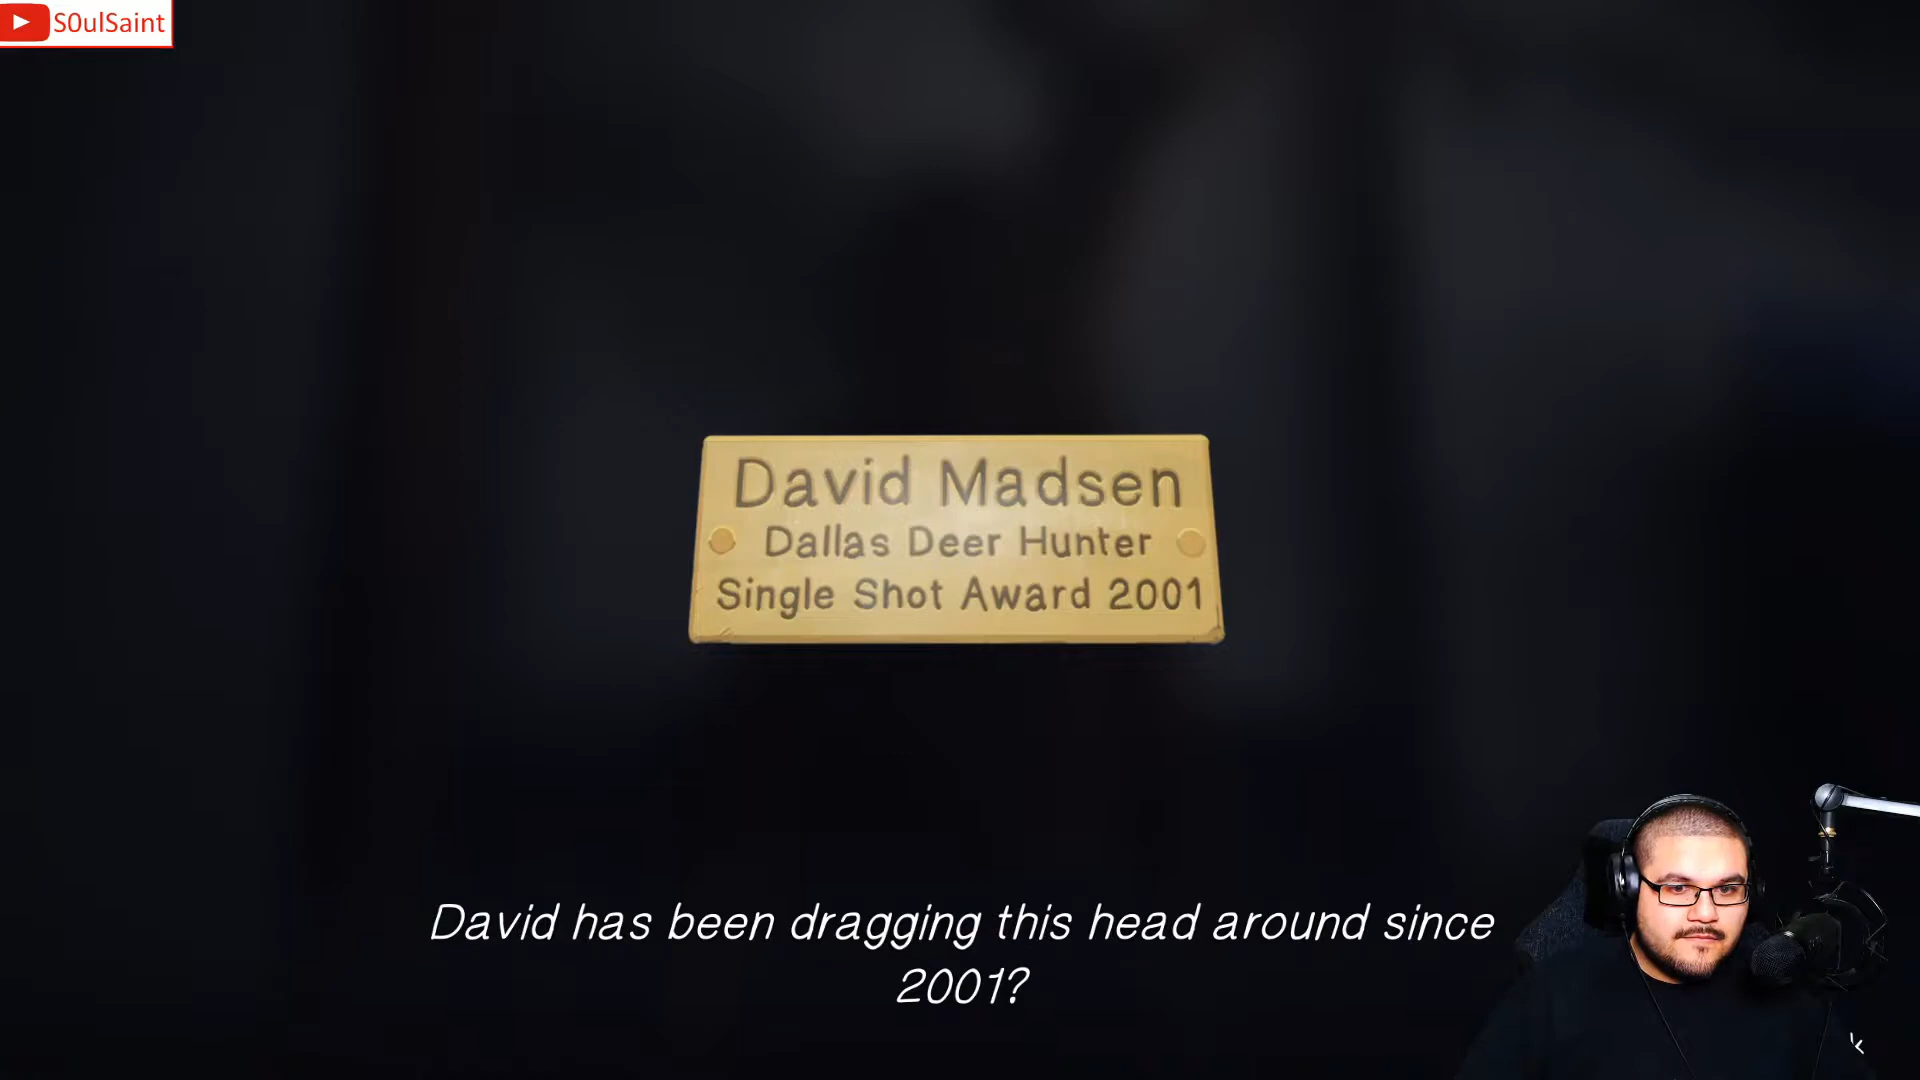 S0ulSaint
David Madsen
Dallas Deer Hunter
Single Shot Award 2001
David has been dragging this head around since
2001?